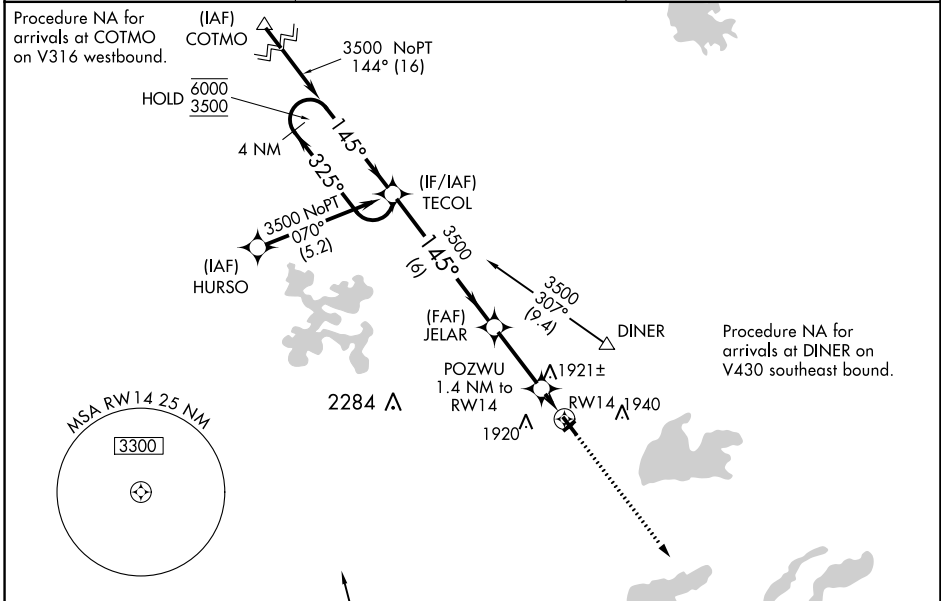 Procedure NA for
arrivals at COTMO
on V316 westbound.
(IAF)
COTMO
3500 NoPT
144° (16)
HOLD 6000
3500
4 NM
145°
325°
(IF/IAF)
TECOL
3500 NoPT
070°
(5.2)
(IAF)
HURSO
3500
145°
(6)
3500
307°
(9.4)
DINER
(FAF)
JELAR
Procedure NA for
arrivals at DINER on
V430 southeast bound.
POZWU
1.4 NM to
RW14
1921±
2284
RW14
1940
1920
MSA RW14 25 NM
3300